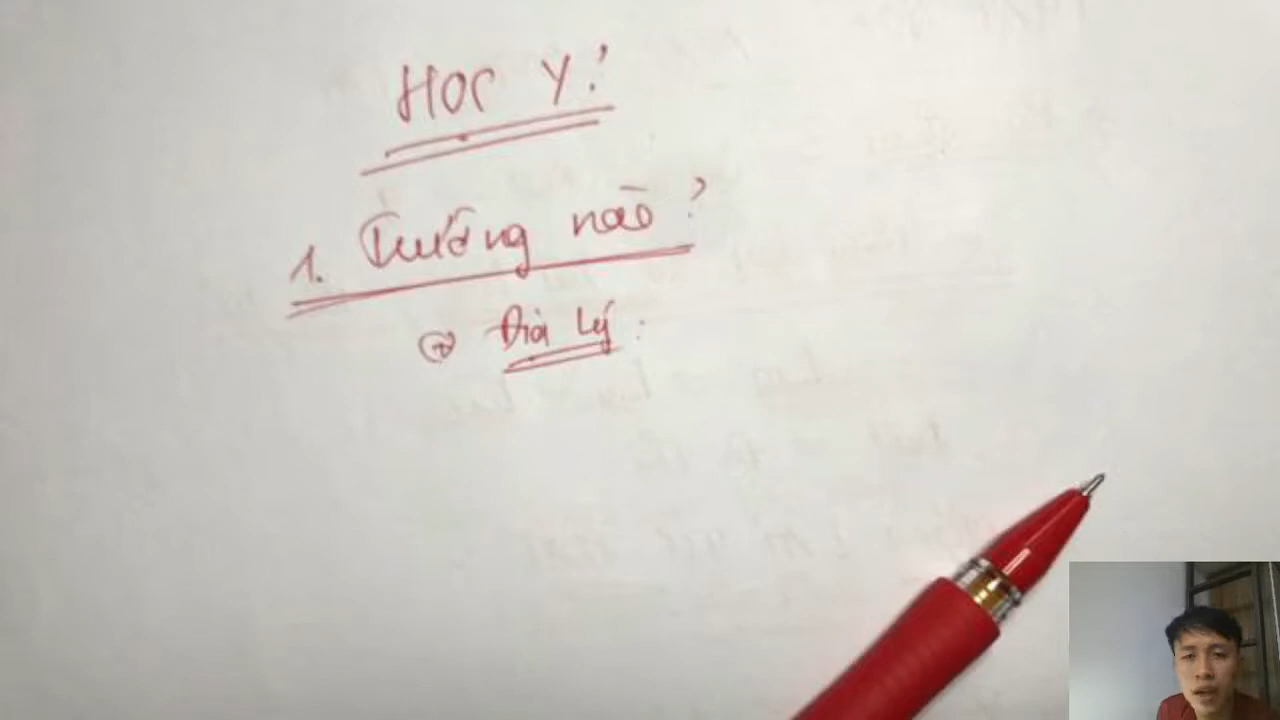 HỌC Y?
1. Trường nào?
⊕ Địa Lý: